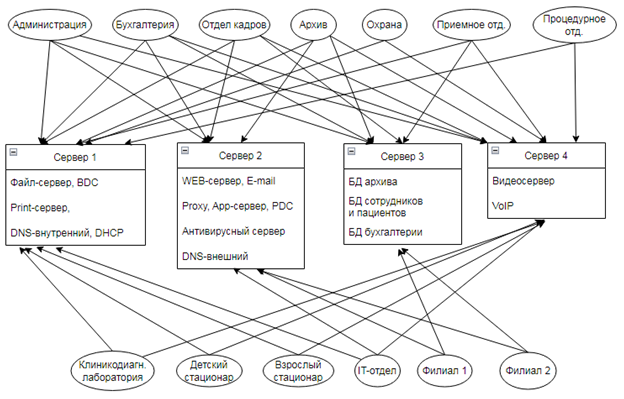 Администрация
Бухгалтерия
Отдел кадров
Архив
Охрана
Приемное отд.
Процедурное
отд.
Сервер 1
Файл-сервер, BDC
Print-сервер,
DNS-внутренний, DHCP
Сервер 2
WEB-сервер, E-mail
Proxy, App-сервер, PDC
Антивирусный сервер
DNS-внешний
Сервер 3
БД архива
БД сотрудников
и пациентов
БД бухгалтерии
Сервер 4
Видеосервер
VoIP
Клиникодиагн.
лаборатория
Детский
стационар
Взрослый
стационар
IT-отдел
Филиал 1
Филиал 2